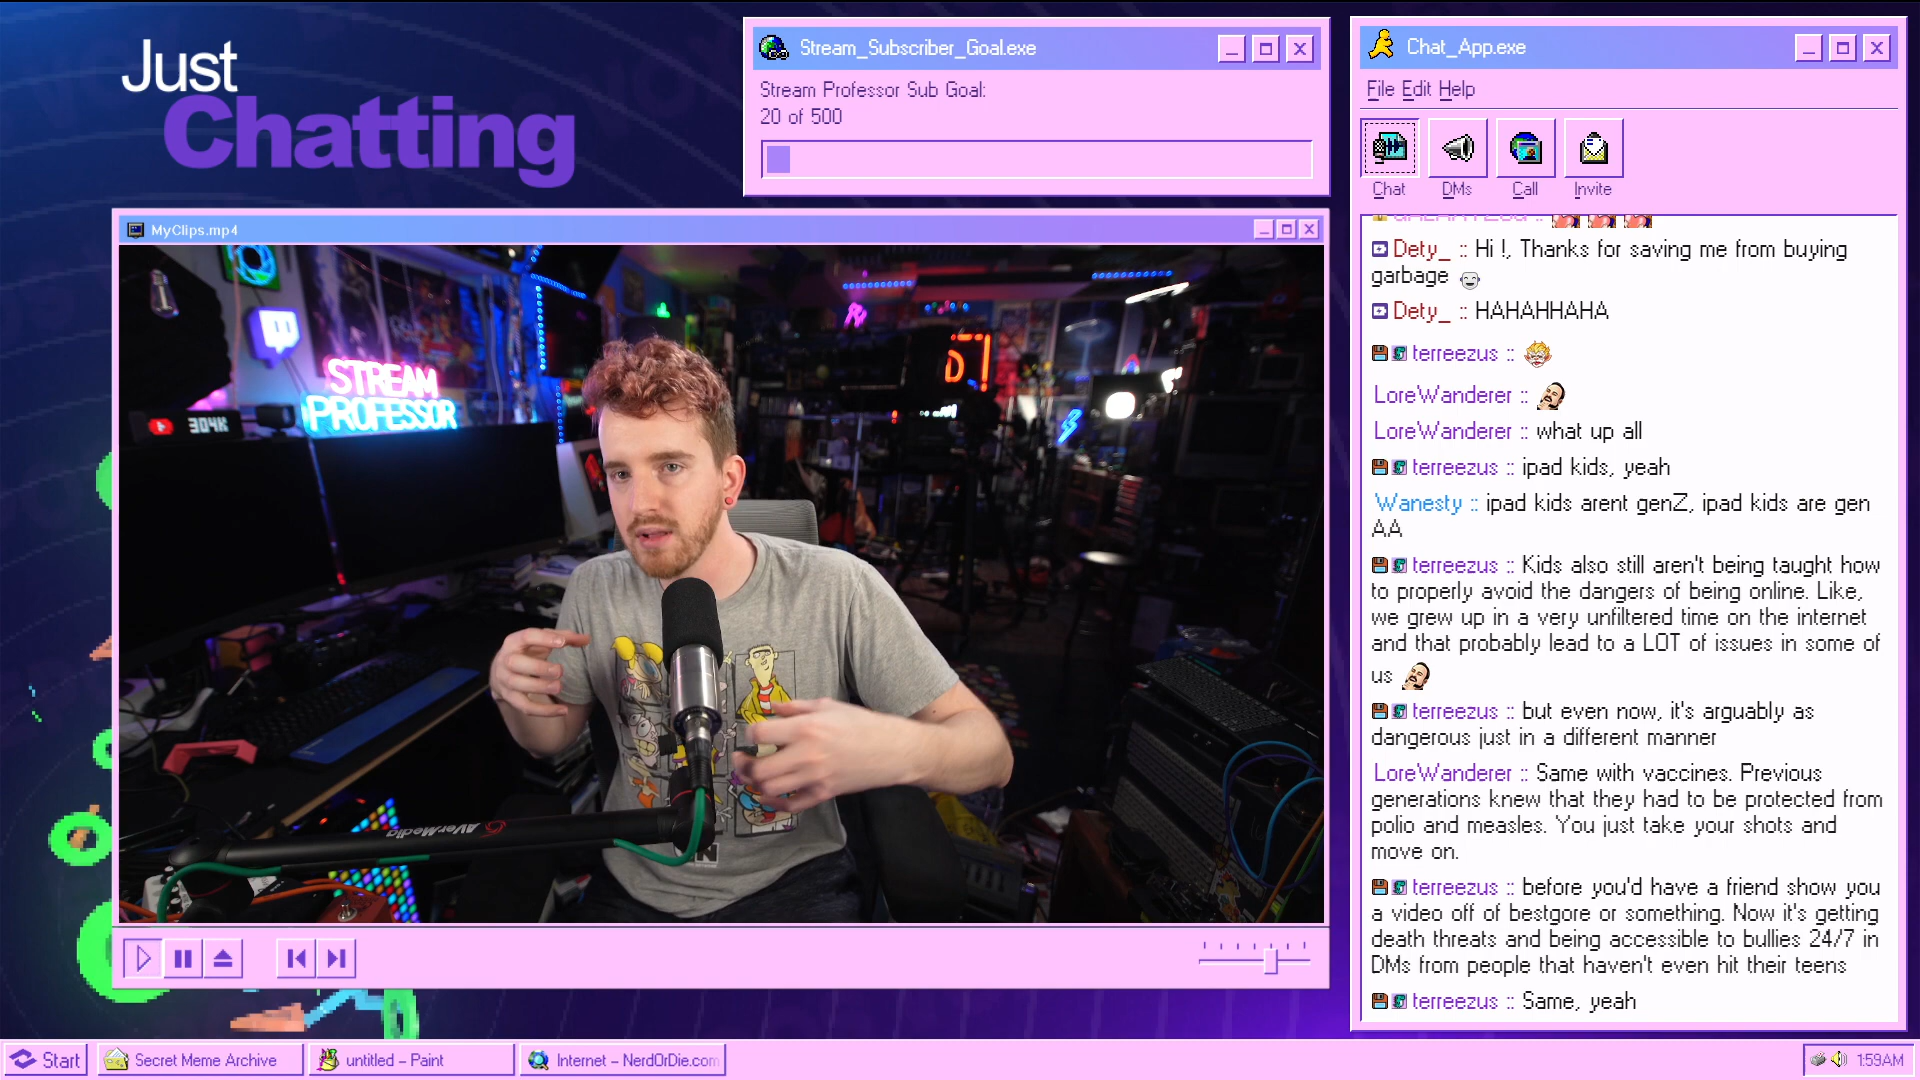 Just
Chatting
Stream_Subscriber_Goal.exe
Stream Professor Sub Goal:
20 of 500
MyClips.mp4
STREAM
PROFESSOR
304K
AVerMedia
Chat_App.exe
File Edit Help
Chat DMs Call Invite
Dety_ :: Hi !, Thanks for saving me from buying
garbage
Dety_ :: HAHAHHAHA
terreezus ::
LoreWanderer ::
LoreWanderer :: what up all
terreezus :: ipad kids, yeah
Wanesty :: ipad kids arent genZ, ipad kids are gen
AA
terreezus :: Kids also still aren't being taught how
to properly avoid the dangers of being online. Like,
we grew up in a very unfiltered time on the internet
and that probably lead to a LOT of issues in some of
us
terreezus :: but even now, it's arguably as
dangerous just in a different manner
LoreWanderer :: Same with vaccines. Previous
generations knew that they had to be protected from
polio and measles. You just take your shots and
move on.
terreezus :: before you'd have a friend show you
a video off of bestgore or something. Now it's getting
death threats and being accessible to bullies 24/7 in
DMs from people that haven't even hit their teens
terreezus :: Same, yeah
Start
Secret Meme Archive
untitled - Paint
Internet - NerdOrDie.com
1:59AM